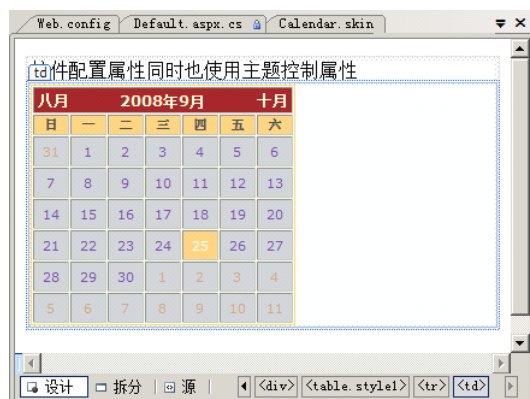 Web.config Default.aspx.cs Calendar.skin
td 件配置属性同时也使用主题控制属性
八月 2008年9月 十月
日 一 二 三 四 五 六
31 1 2 3 4 5 6
7 8 9 10 11 12 13
14 15 16 17 18 19 20
21 22 23 24 25 26 27
28 29 30 1 2 3 4
5 6 7 8 9 10 11
设计 拆分 源 <div> <table.style1> <tr> <td>